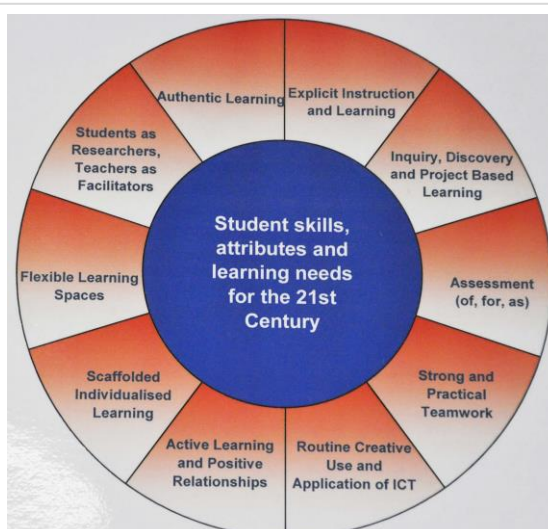 Student skills,
attributes and
learning needs
for the 21st
Century
Authentic Learning
Explicit Instruction
and Learning
Inquiry, Discovery
and Project Based
Learning
Assessment
(of, for, as)
Strong and
Practical
Teamwork
Routine Creative
Use and
Application of ICT
Active Learning
and Positive
Relationships
Scaffolded
Individualised
Learning
Flexible Learning
Spaces
Students as
Researchers,
Teachers as
Facilitators